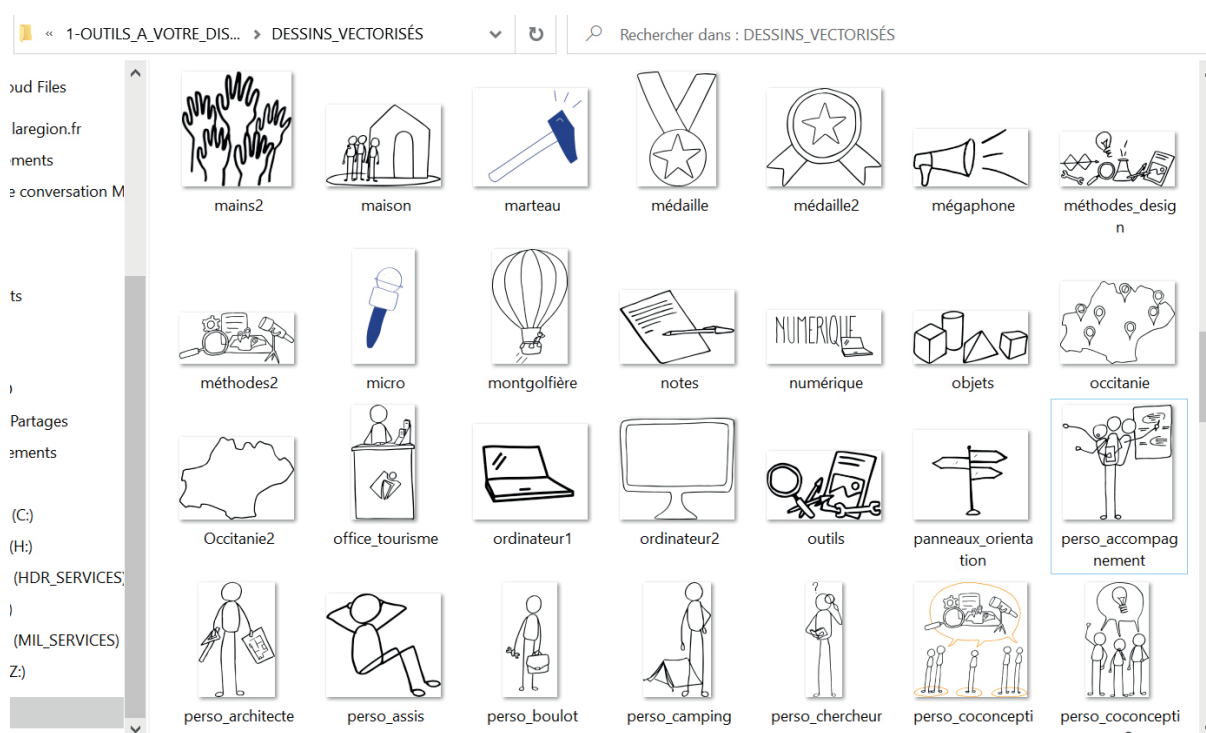 « 1-OUTILS_A_VOTRE_DIS... > DESSINS_VECTORISÉS
Rechercher dans : DESSINS_VECTORISÉS
oud Files
laregion.fr
ements
e conversation M
ts
Partages
ements
(C:)
(H:)
(HDR_SERVICES)
)
(MIL_SERVICES)
Z:)
mains2 maison marteau médaille médaille2 mégaphone méthodes_desig
n
NUMERIQUE
méthodes2 micro montgolfière notes numérique objets occitanie
Occitanie2 office_tourisme ordinateur1 ordinateur2 outils panneaux_orienta perso_accompag
tion nement
?
perso_architecte perso_assis perso_boulot perso_camping perso_chercheur perso_coconcepti perso_coconcepti